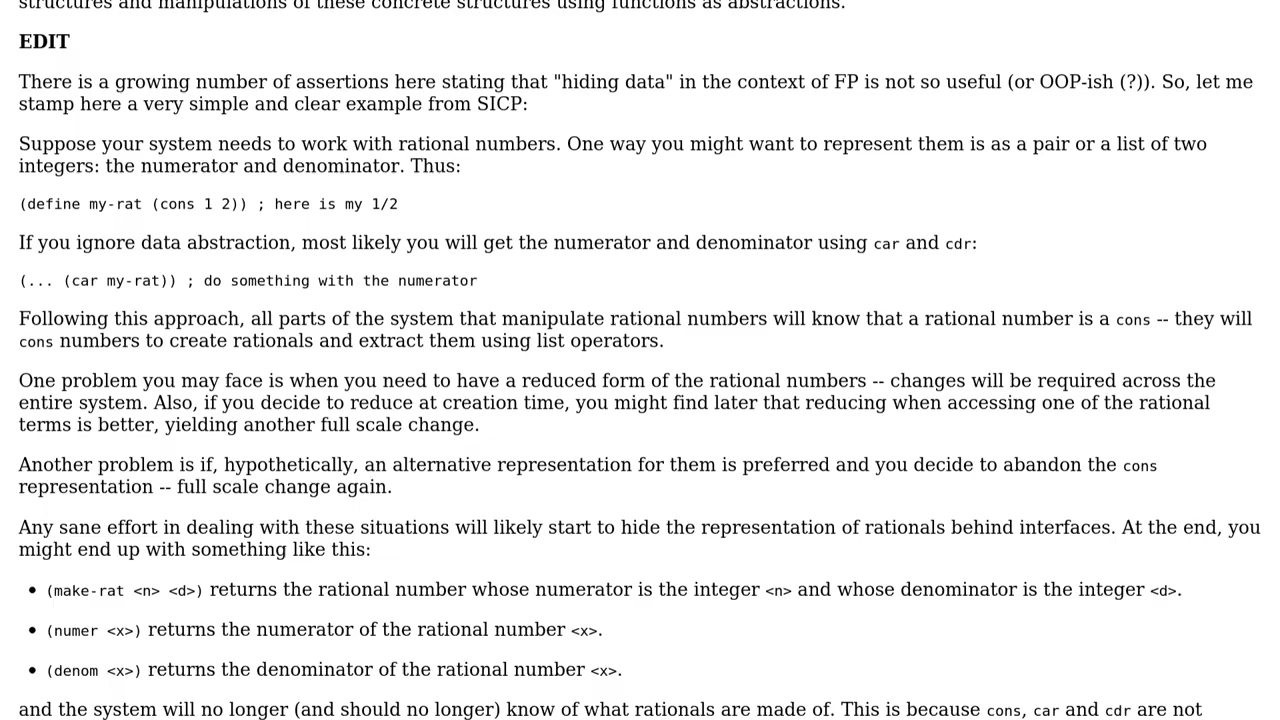 structures and manipulations of these concrete structures using functions as abstractions.
EDIT
There is a growing number of assertions here stating that "hiding data" in the context of FP is not so useful (or OOP-ish (?)). So, let me
stamp here a very simple and clear example from SICP:
Suppose your system needs to work with rational numbers. One way you might want to represent them is as a pair or a list of two
integers: the numerator and denominator. Thus:
(define my-rat (cons 1 2)) ; here is my 1/2
If you ignore data abstraction, most likely you will get the numerator and denominator using car and cdr:
(... (car my-rat)) ; do something with the numerator
Following this approach, all parts of the system that manipulate rational numbers will know that a rational number is a cons -- they will
cons numbers to create rationals and extract them using list operators.
One problem you may face is when you need to have a reduced form of the rational numbers -- changes will be required across the
entire system. Also, if you decide to reduce at creation time, you might find later that reducing when accessing one of the rational
terms is better, yielding another full scale change.
Another problem is if, hypothetically, an alternative representation for them is preferred and you decide to abandon the cons
representation -- full scale change again.
Any sane effort in dealing with these situations will likely start to hide the representation of rationals behind interfaces. At the end, you
might end up with something like this:
• (make-rat <n> <d>) returns the rational number whose numerator is the integer <n> and whose denominator is the integer <d>.
• (numer <x>) returns the numerator of the rational number <x>.
• (denom <x>) returns the denominator of the rational number <x>.
and the system will no longer (and should no longer) know of what rationals are made of. This is because cons, car and cdr are not